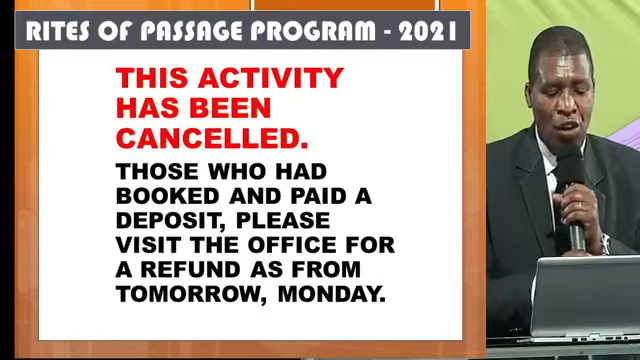 RITES OF PASSAGE PROGRAM - 2021
THIS ACTIVITY
HAS BEEN
CANCELLED.
THOSE WHO HAD
BOOKED AND PAID A
DEPOSIT, PLEASE
VISIT THE OFFICE FOR
A REFUND AS FROM
TOMORROW, MONDAY.